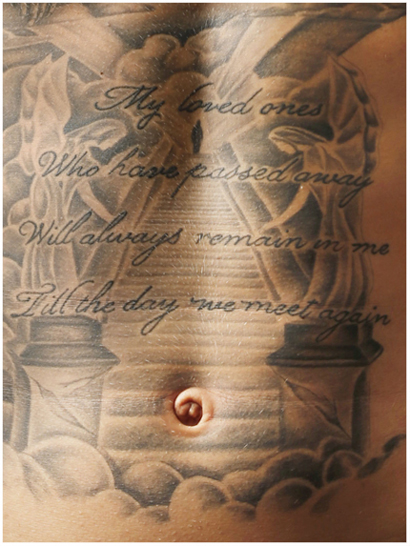 My loved ones
Who have passed away
Will always remain in me
Till the day we meet again